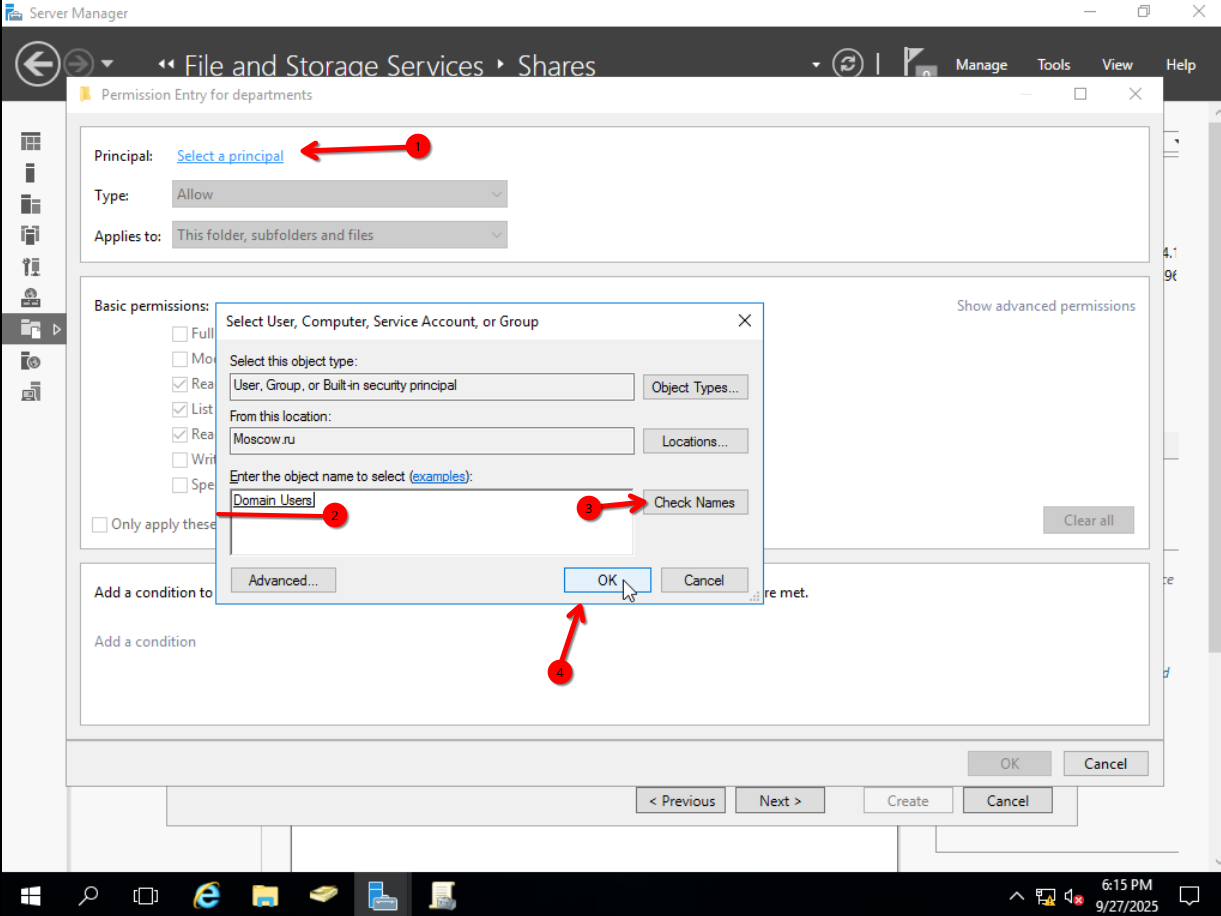 Server Manager
File and Storage Services
Shares
Manage
Tools
View
Help
Permission Entry for departments
Principal:
Select a principal
1
Type:
Allow
Applies to:
This folder, subfolders and files
Basic permissions:
Show advanced permissions
Full
Rea
List
Rea
Only apply these
Clear all
Select User, Computer, Service Account, or Group
Select this object type:
User, Group, or Built-in security principal
Object Types...
From this location:
Moscow.ru
Locations...
Enter the object name to select (examples):
Domain Users
2
3
Check Names
Advanced...
OK
Cancel
4
Add a condition to
re met.
Add a condition
OK
Cancel
< Previous
Next >
Create
Cancel
6:15 PM
9/27/2025